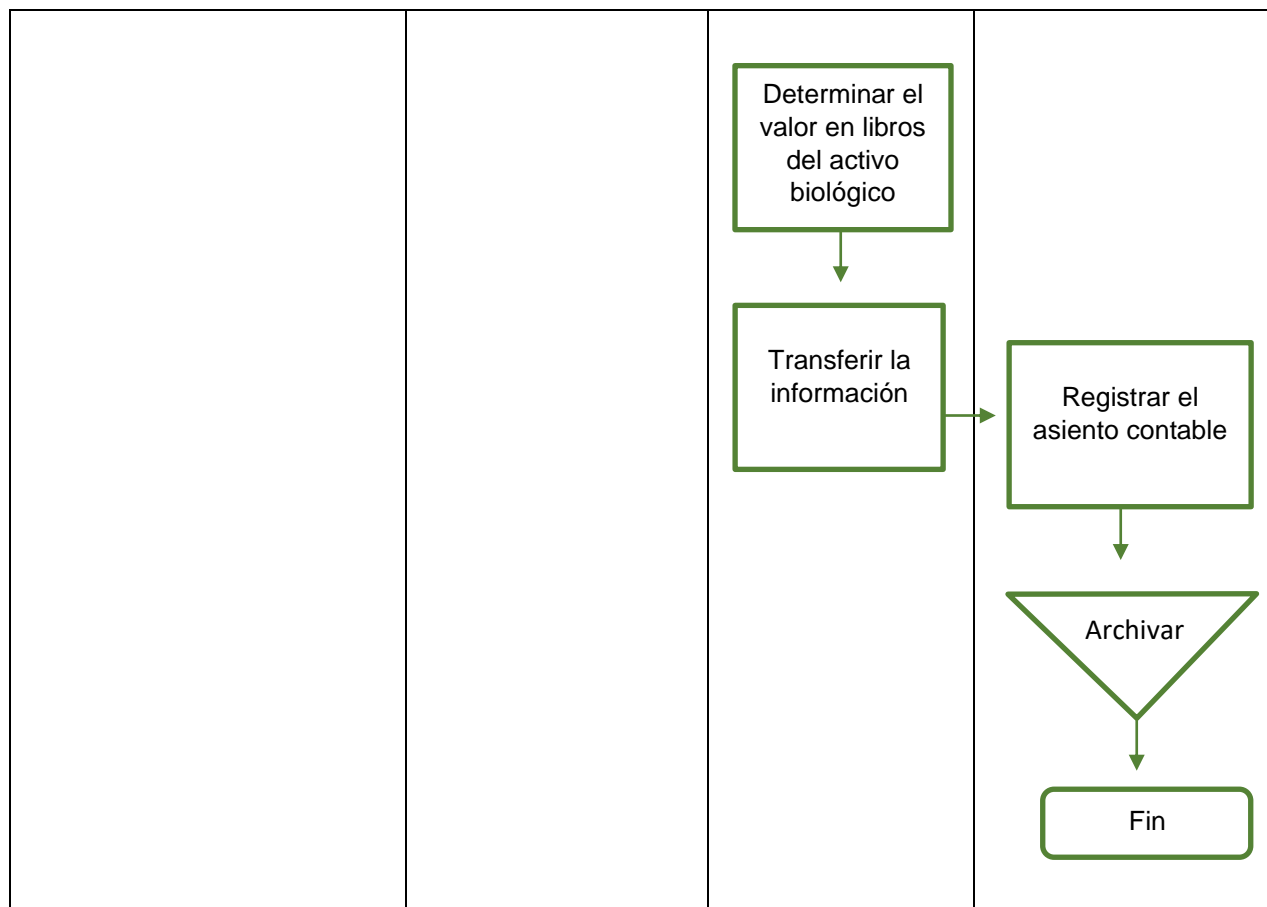 Determinar el
valor en libros
del activo
biológico
Transferir la
información
Registrar el
asiento contable
Archivar
Fin